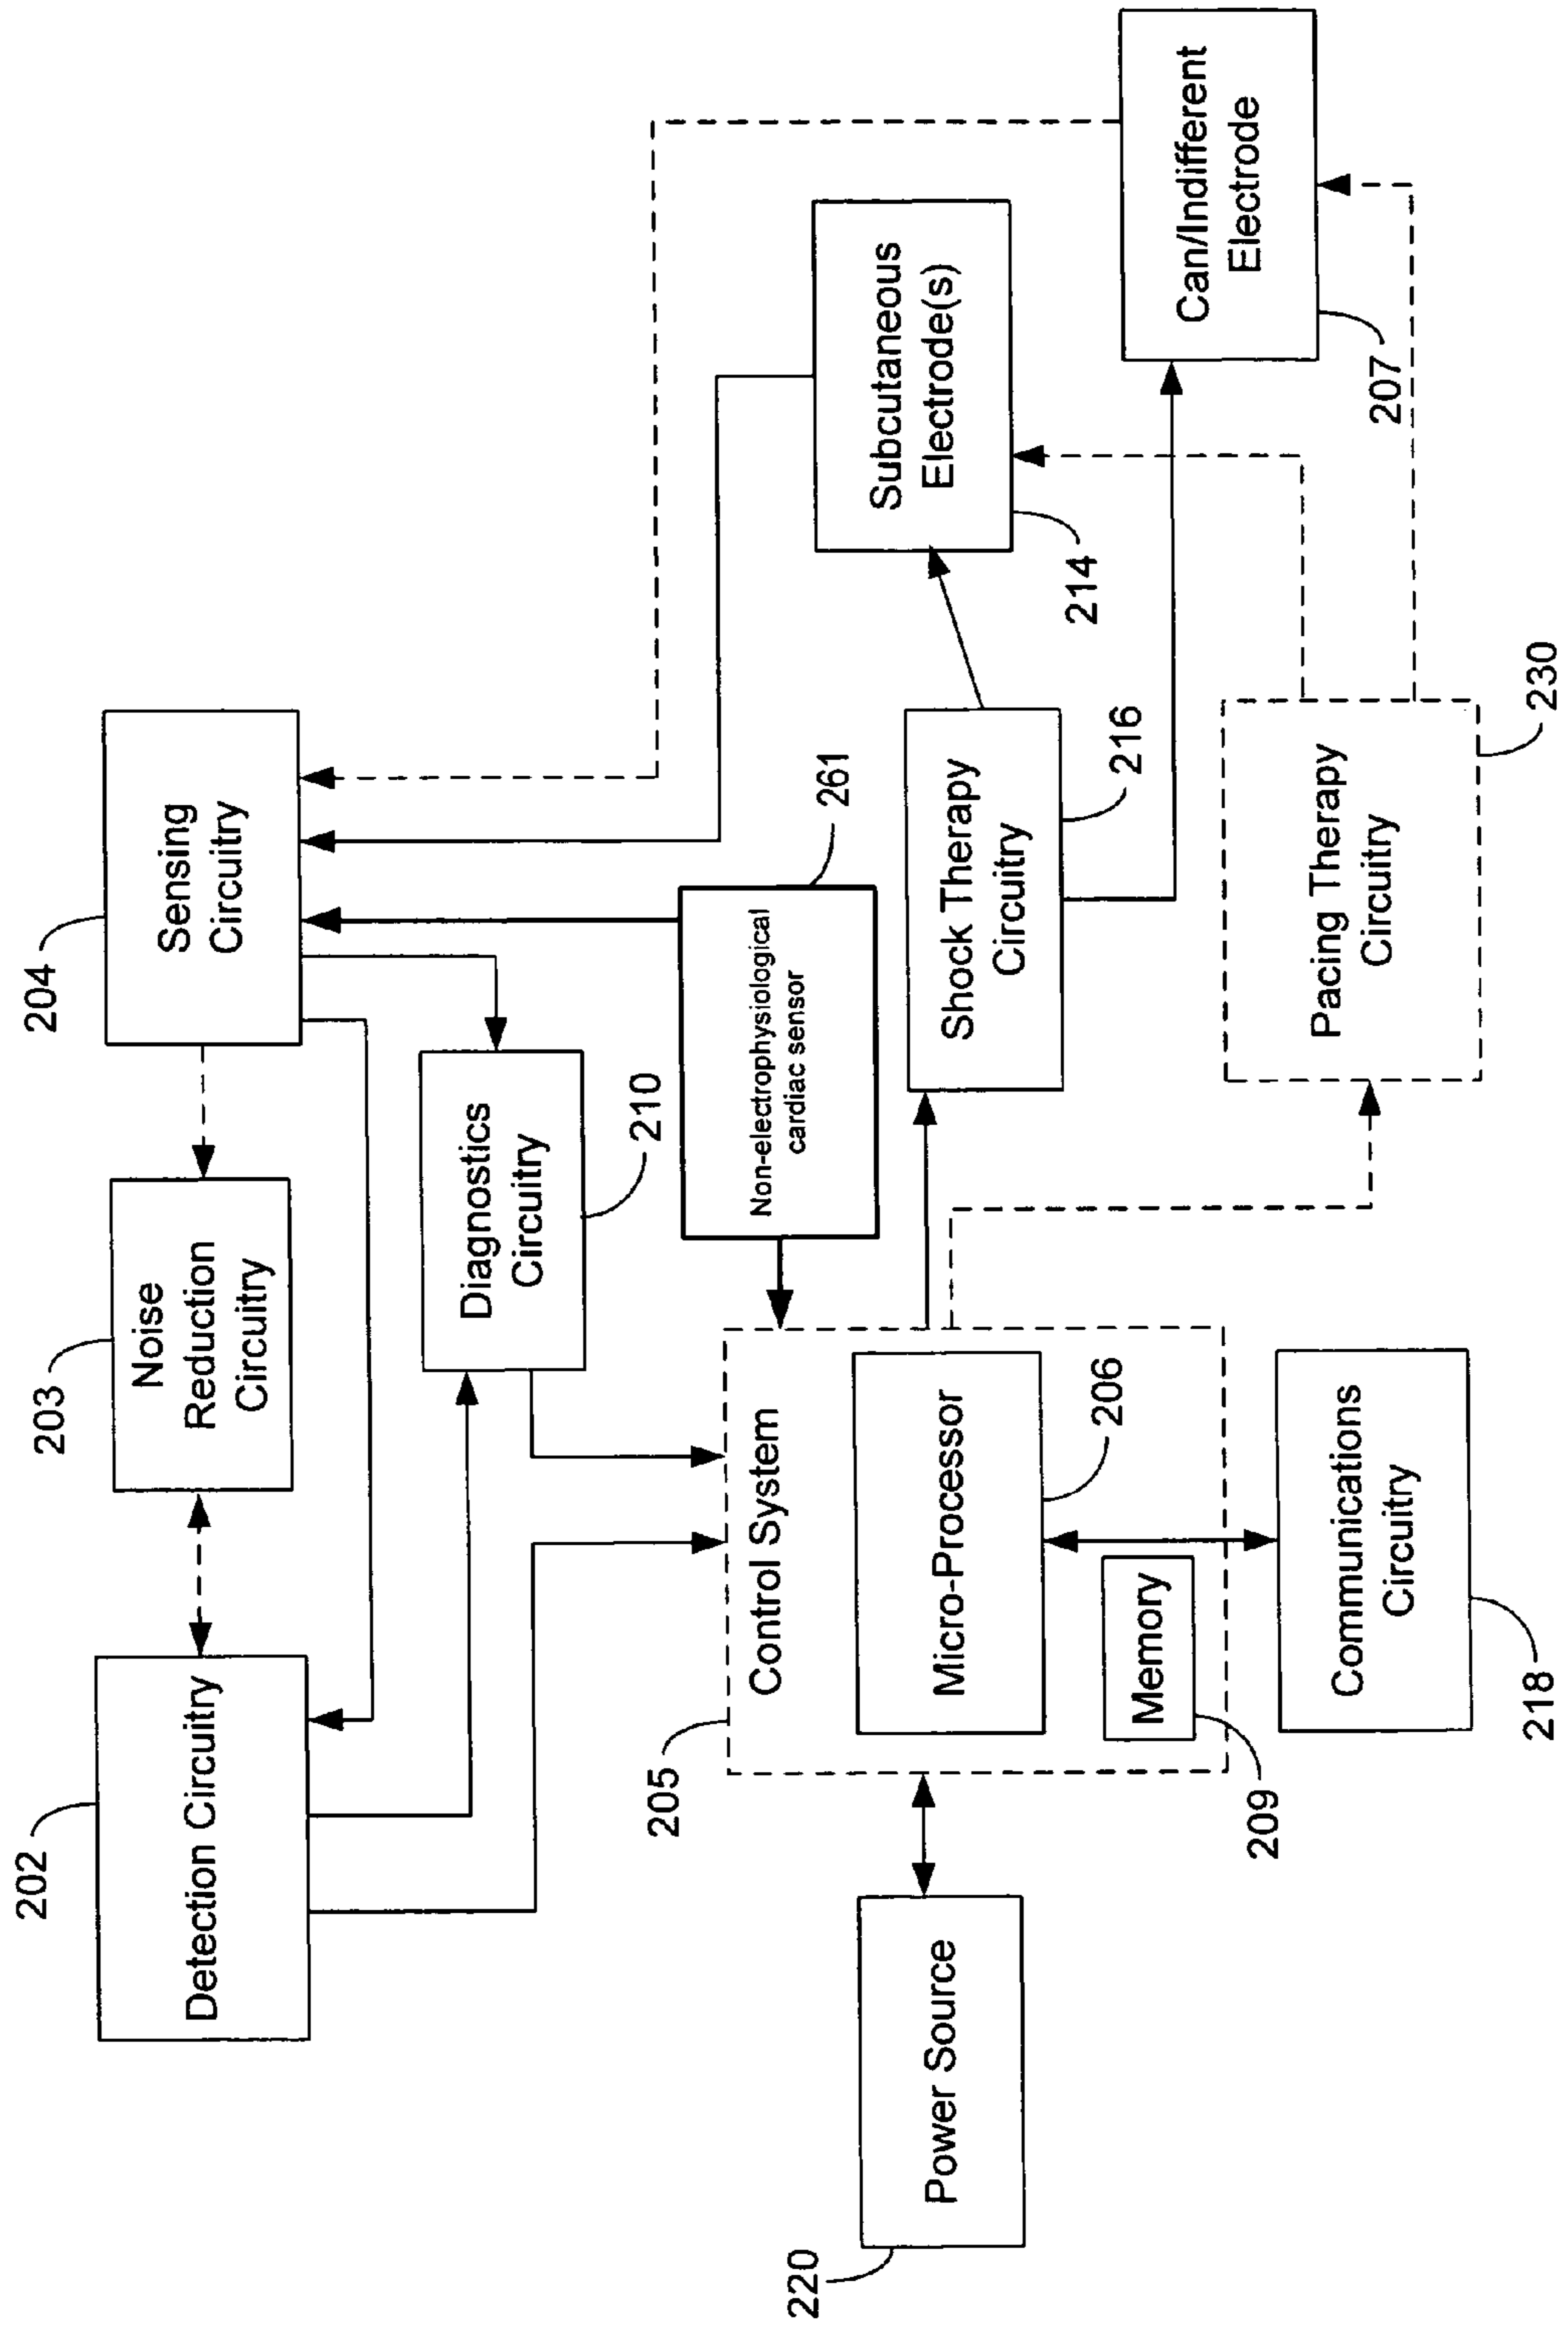 202
Detection Circuitry
203
Noise
Reduction
Circuitry
204
Sensing
Circuitry
Diagnostics
Circuitry
210
205
Control System
Non-electrophysiological
cardiac sensor
261
220
Power Source
Micro-Processor
206
Memory
209
Shock Therapy
Circuitry
216
Subcutaneous
Electrode(s)
214
Can/Indifferent
Electrode
207
Communications
Circuitry
218
Pacing Therapy
Circuitry
230